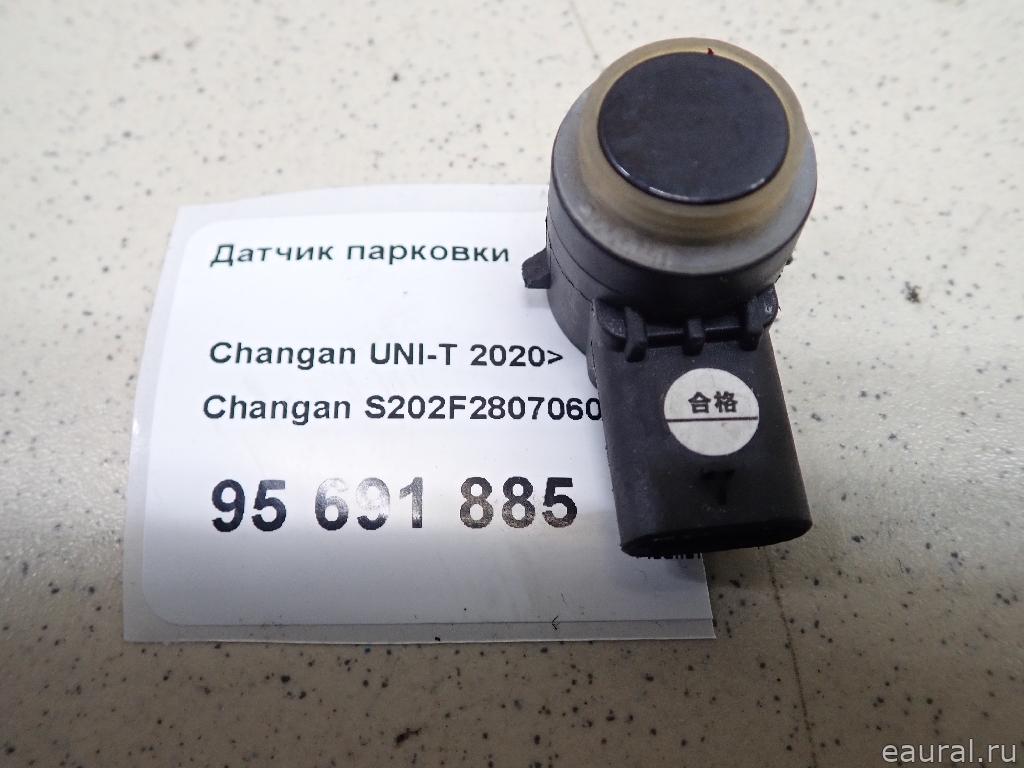 Датчик парковки
Changan UNI-T 2020>
Changan S202F2807060
95 691 885
合格
eaural.ru